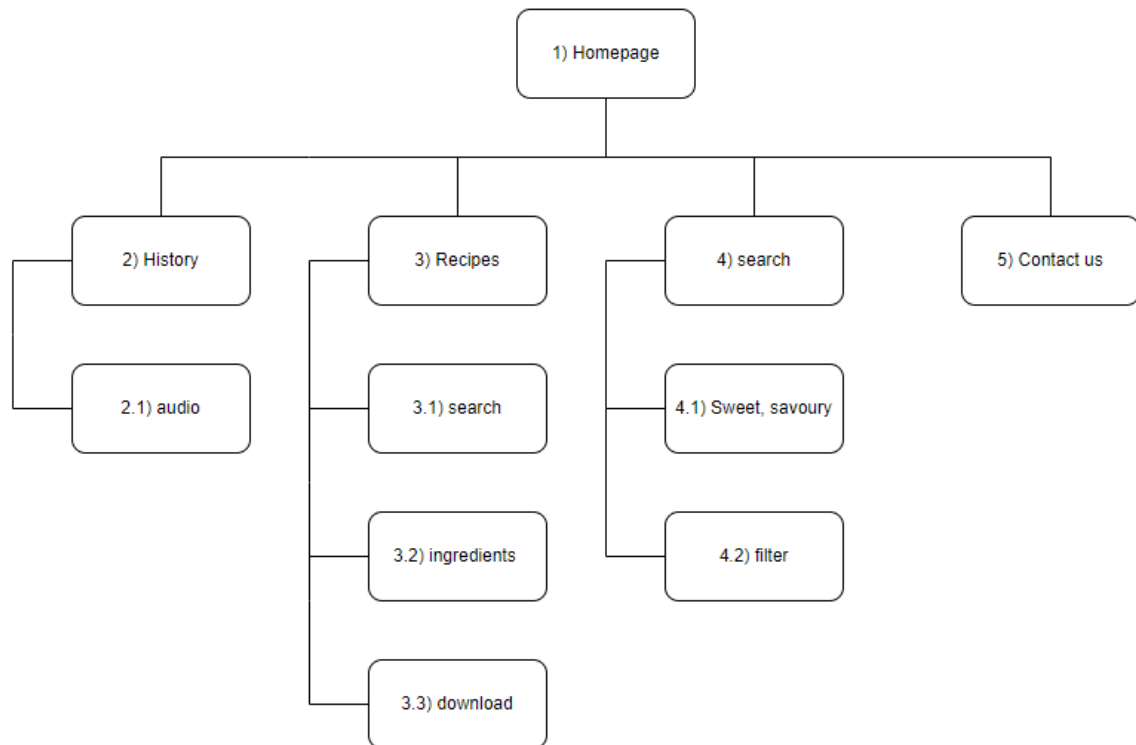 1) Homepage
2) History
3) Recipes
4) search
5) Contact us
2.1) audio
3.1) search
4.1) Sweet, savoury
3.2) ingredients
4.2) filter
3.3) download